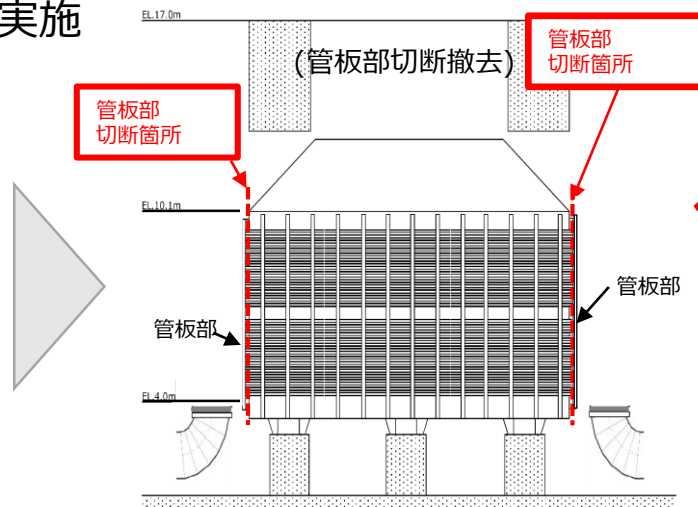 実施
EL.17.0m
(管板部切断撤去)
管板部
切断箇所
管板部
切断箇所
EL.10.1m
管板部
管板部
EL.4.0m